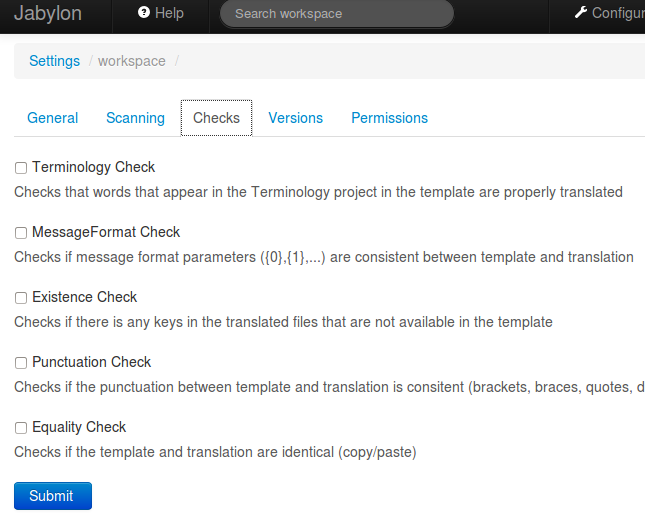 Jabylon Help Search workspace
Settings / workspace /
General Scanning Checks Versions Permissions
Terminology Check
Checks that words that appear in the Terminology project in the template are properly translated
MessageFormat Check
Checks if message format parameters ({0},{1},...) are consistent between template and translation
Existence Check
Checks if there is any keys in the translated files that are not available in the template
Punctuation Check
Checks if the punctuation between template and translation is consitent (brackets, braces, quotes,
Equality Check
Checks if the template and translation are identical (copy/paste)
Submit